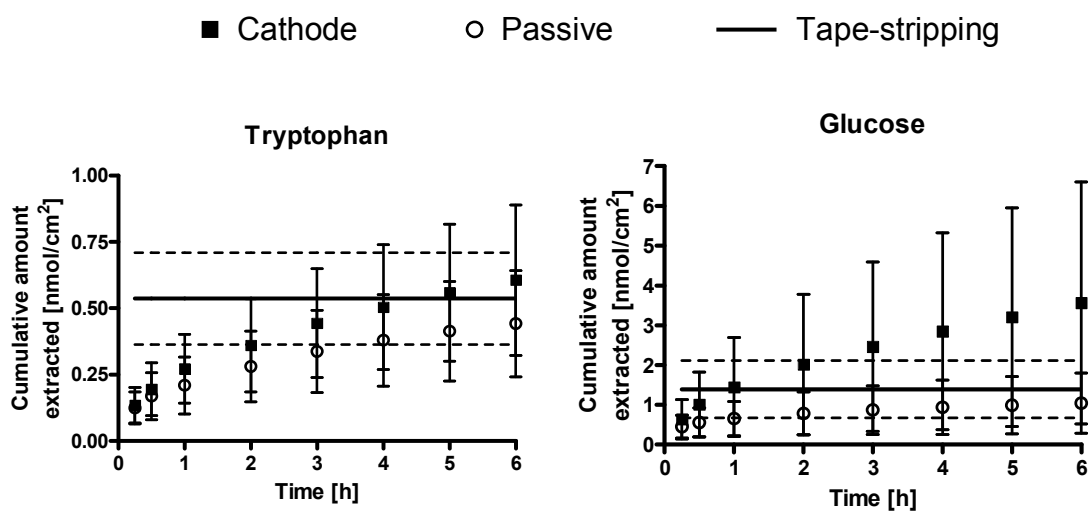 Cathode Passive Tape-stripping
Tryptophan
Cumulative amount
extracted [nmol/cm²]
1.00
0.75
0.50
0.25
0.00
0 1 2 3 4 5 6
Time [h]
Glucose
Cumulative amount
extracted [nmol/cm²]
7
6
5
4
3
2
1
0
0 1 2 3 4 5 6
Time [h]